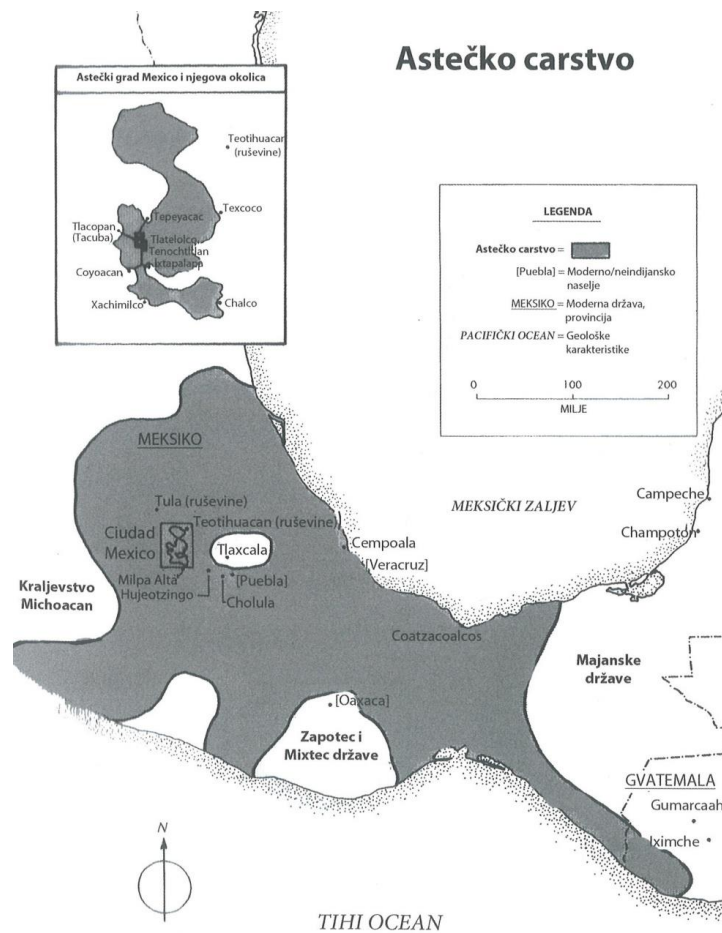 Astečko carstvo
Astečki grad Mexico i njegova okolica
Teotihuacan
(ruševine)
Texcoco
Tepeyacac
Tlacopan
(Tacuba)
Tlatelolco
Tenochtitlan
Ixtapalapa
Coyoacan
Xachimilco
Chalco
LEGENDA
Astečko carstvo =
[Puebla] = Moderno/neindijansko
naselje
MEKSIKO = Moderna država,
provincija
PACIFIČKI OCEAN = Geološke
karakteristike
0 100 200
MILJE
MEKSIKO
MEKSIČKI ZALJEV
Campeche
Champotón
Tula (ruševine)
Teotihuacan (ruševine)
Ciudad
Mexico
Tlaxcala
Cempoala
[Veracruz]
Milpa Alta
Hujeotzingo
[Puebla]
Cholula
Kraljevstvo
Michoacan
Coatzacoalcos
Majanske
države
[Oaxaca]
Zapotec i
Mixtec države
GVATEMALA
Gumarcaah
Iximche
N
TIHI OCEAN